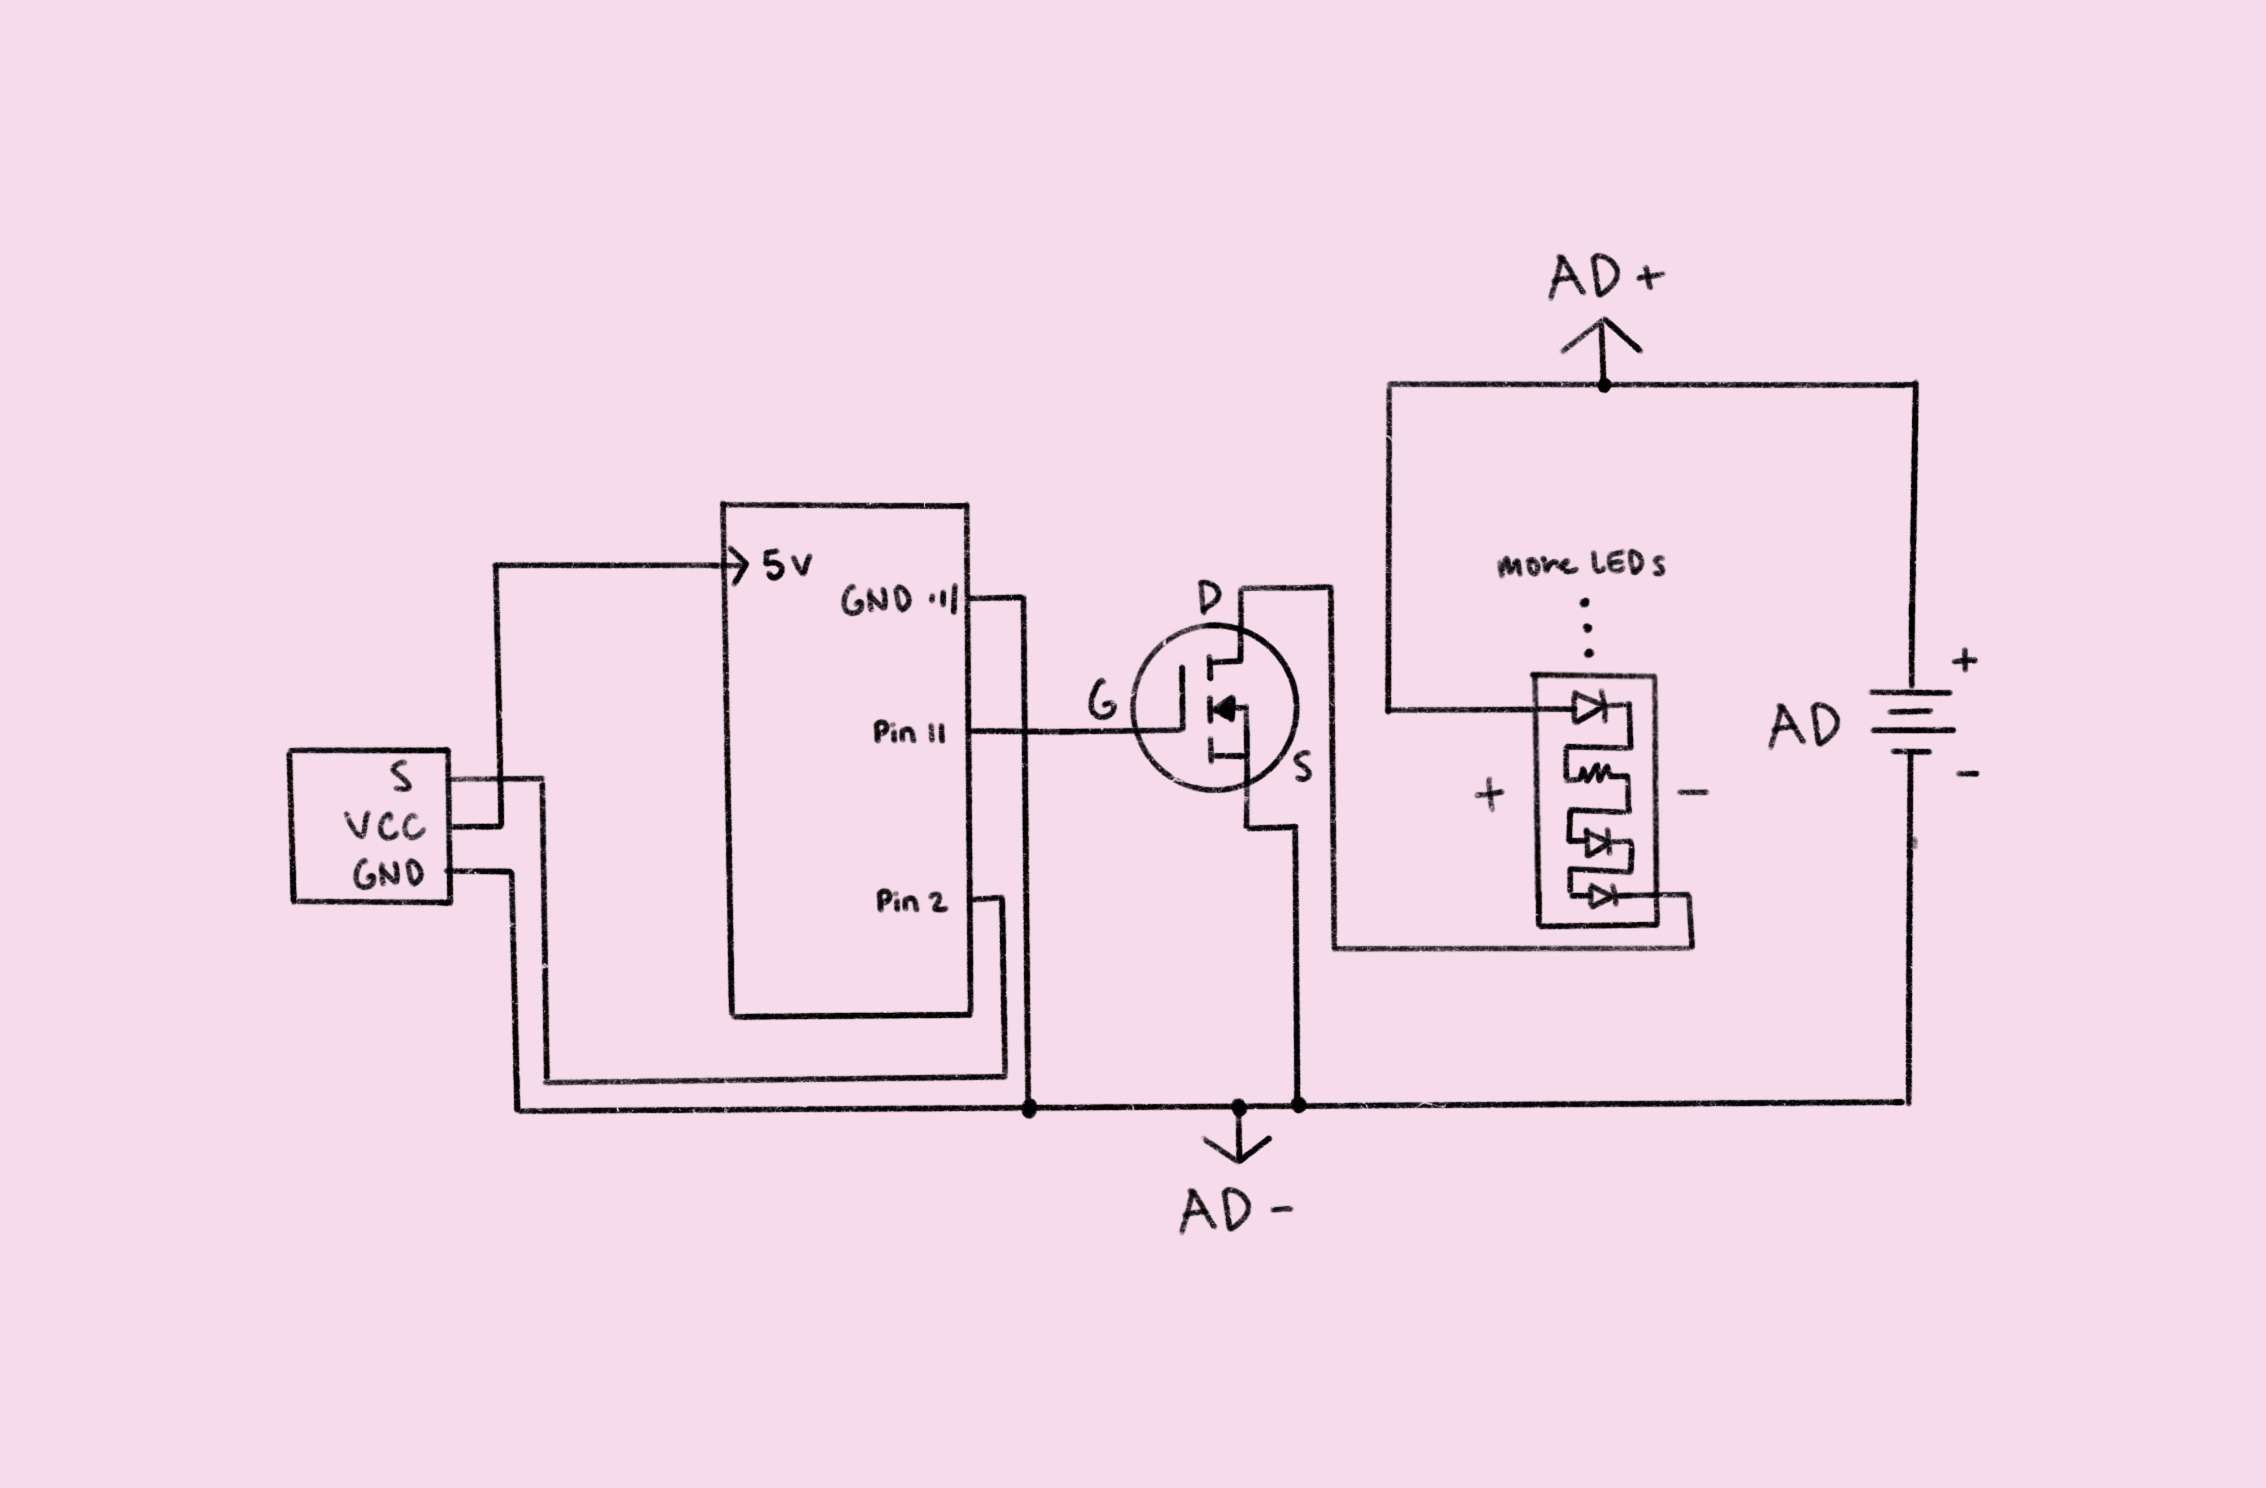 AD+
5V
GND
more LEDs
D
G
Pin 11
S
+
AD
-
S
VCC
GND
+
-
Pin 2
AD-